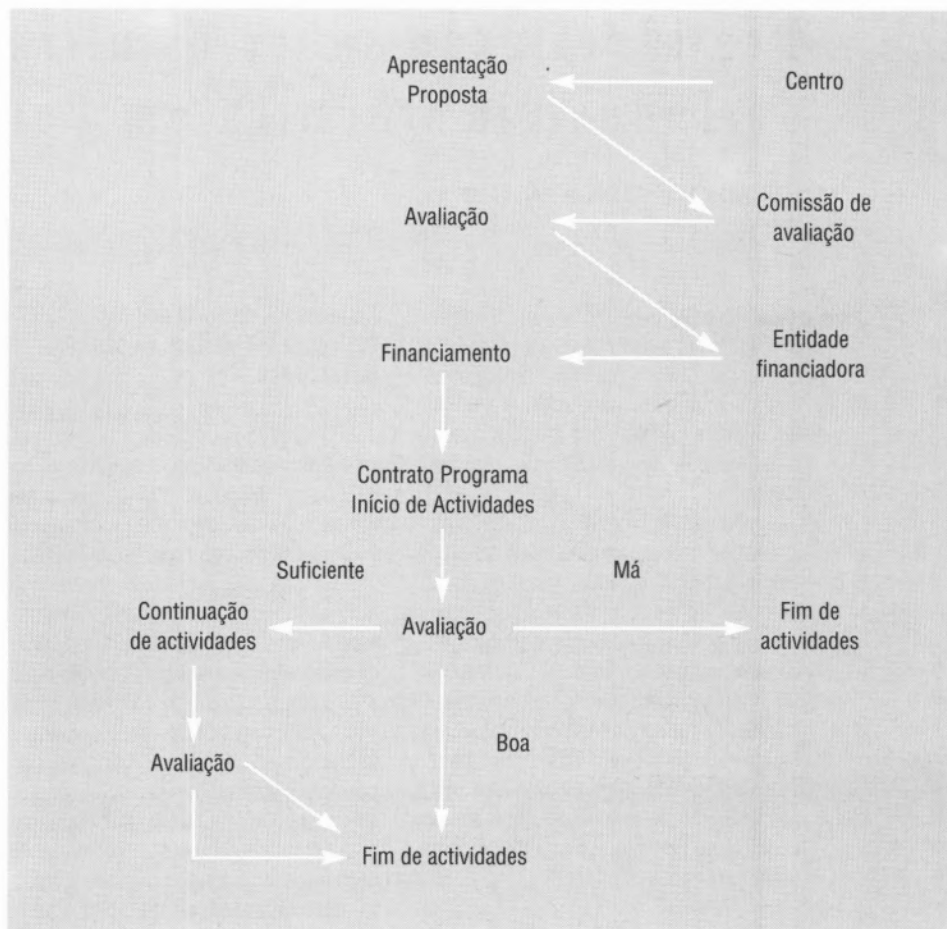 Apresentação
Proposta
Centro
Avaliação
Comissão de
avaliação
Financiamento
Entidade
financiadora
Contrato Programa
Início de Actividades
Suficiente
Má
Continuação
de actividades
Avaliação
Fim de
actividades
Boa
Avaliação
Fim de actividades